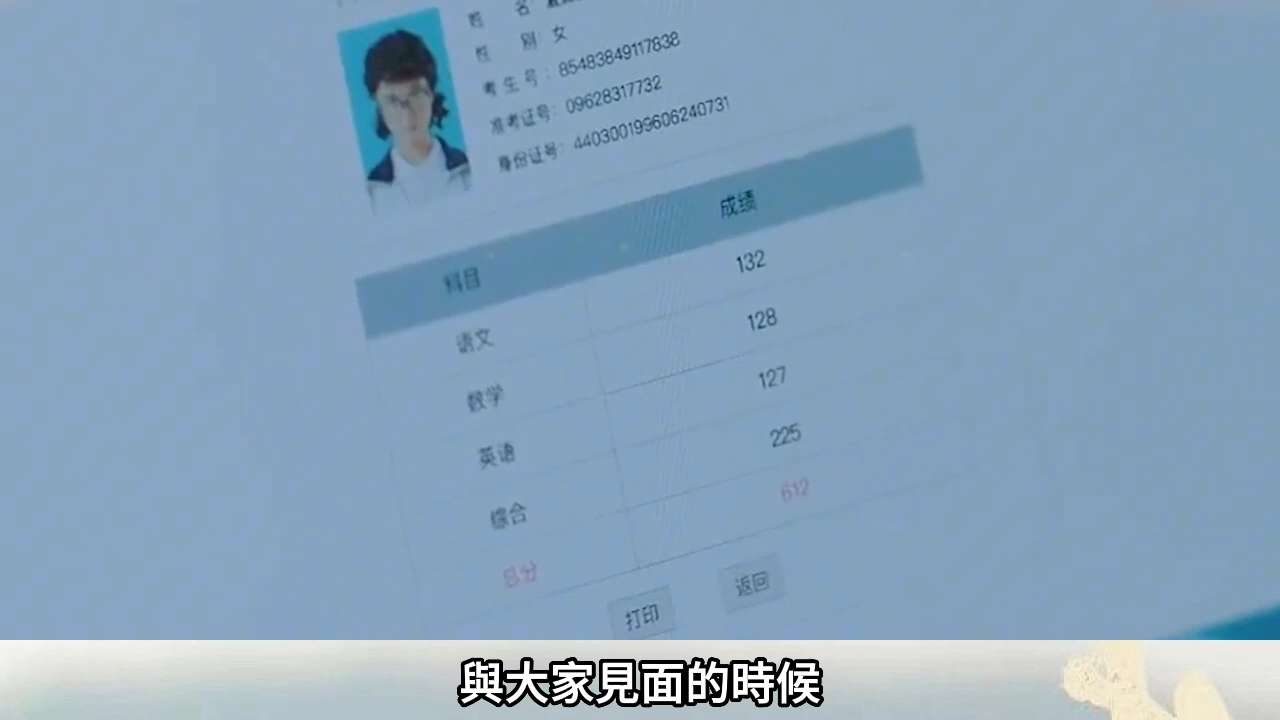 姓 名
性 别: 女
考 生 号: 85483849117838
准考证号: 09628317732
身份证号: 440300199606240731
科目 成绩
语文 132
数学 128
英语 127
综合 225
总分 612
打印 返回
與大家見面的時候